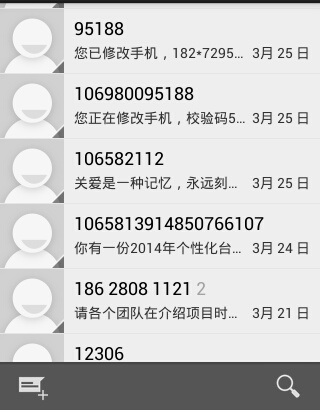 95188
您已修改手机，182*7295... 3月 25 日
106980095188
您正在修改手机，校验码5... 3月 25 日
106582112
关爱是一种记忆，永远刻... 3月 25 日
1065813914850766107
你有一份2014年个性化台... 3月 24 日
186 2808 1121 2
请各个团队在介绍项目时... 3月 21 日
12306